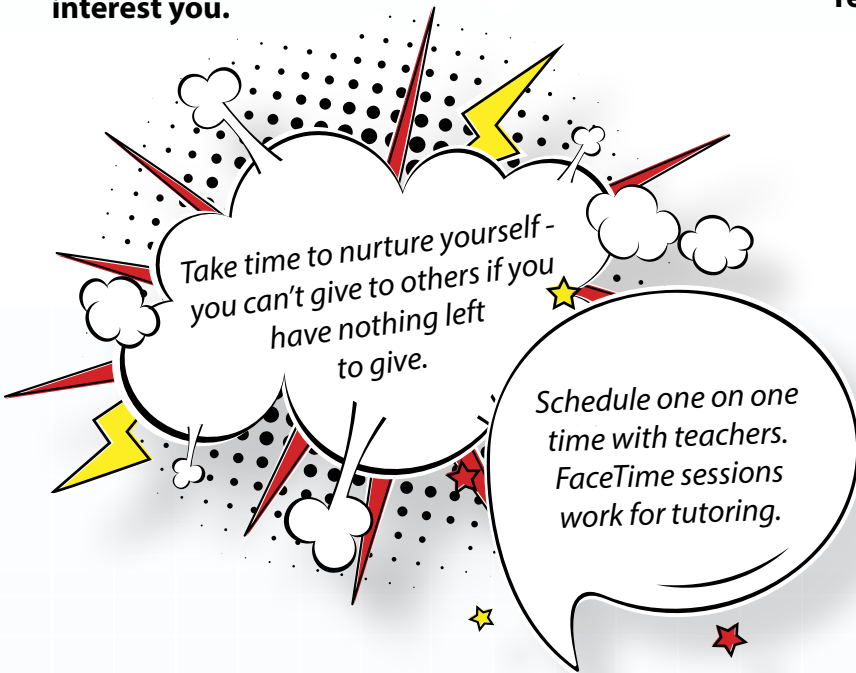 interest you.
Take time to nurture yourself -
you can’t give to others if you
have nothing left
to give.
Schedule one on one
time with teachers.
FaceTime sessions
work for tutoring.